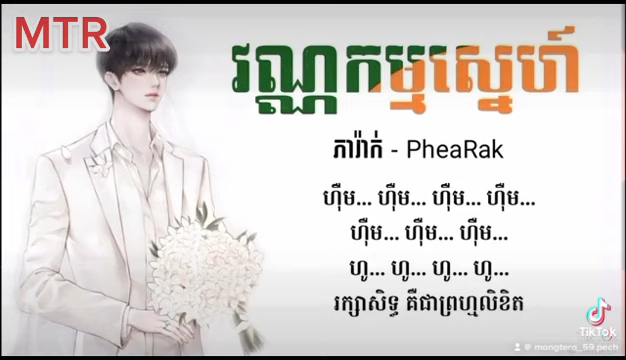 MTR
វណ្ណកម្មស្នេហ៍
ភារ៉ាក់ - PheaRak
ហ៊ឹម... ហ៊ឹម... ហ៊ឹម... ហ៊ឹម...
ហ៊ឹម... ហ៊ឹម... ហ៊ឹម...
ហូ... ហូ... ហូ... ហូ...
រក្សាសិទ្ធ គឺជាព្រហ្មលិខិត
TikTok
@ mongtera_59.pech